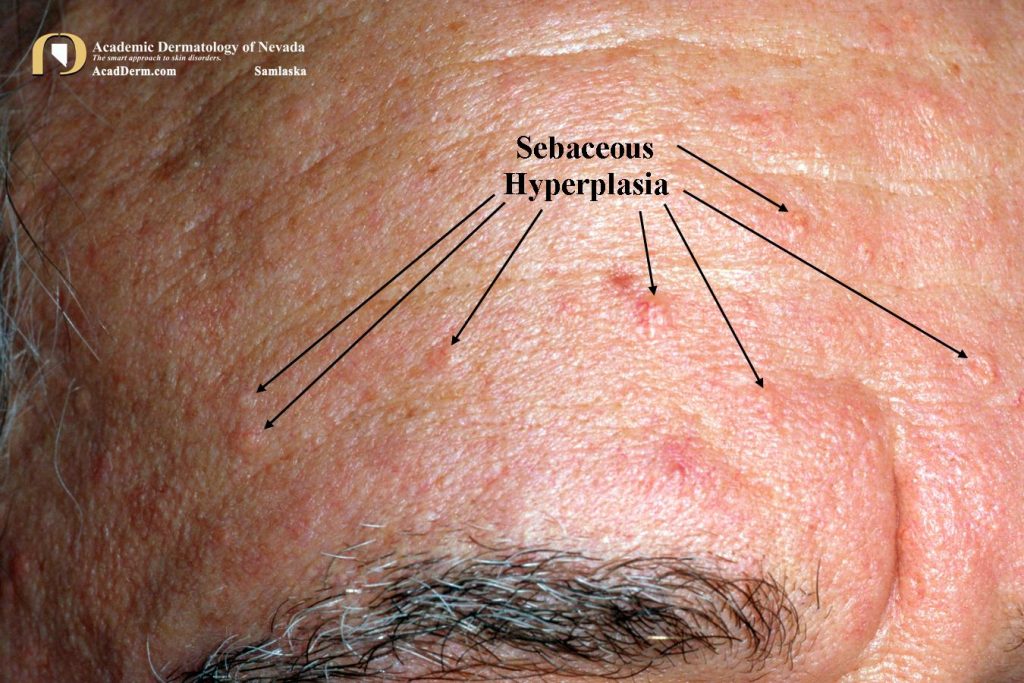 Academic Dermatology of Nevada
The smart approach to skin disorders.
AcadDerm.com Samlaska
Sebaceous
Hyperplasia